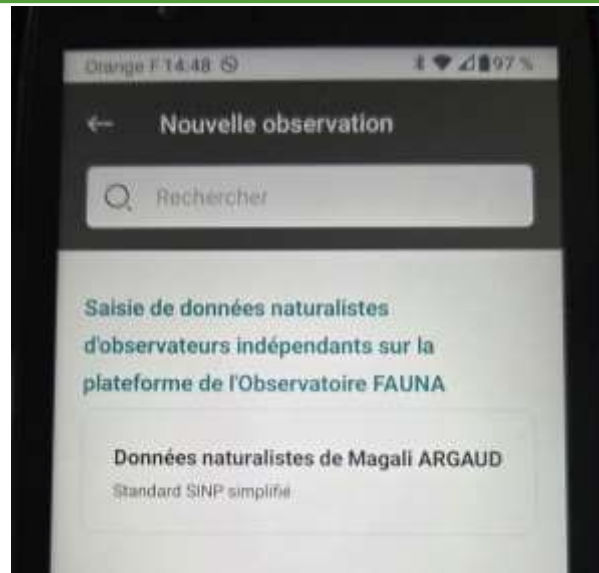 Orange F 14:48 97 %
Nouvelle observation
Rechercher
Saisie de données naturalistes
d'observateurs indépendants sur la
plateforme de l'Observatoire FAUNA
Données naturalistes de Magali ARGAUD
Standard SINP simplifié